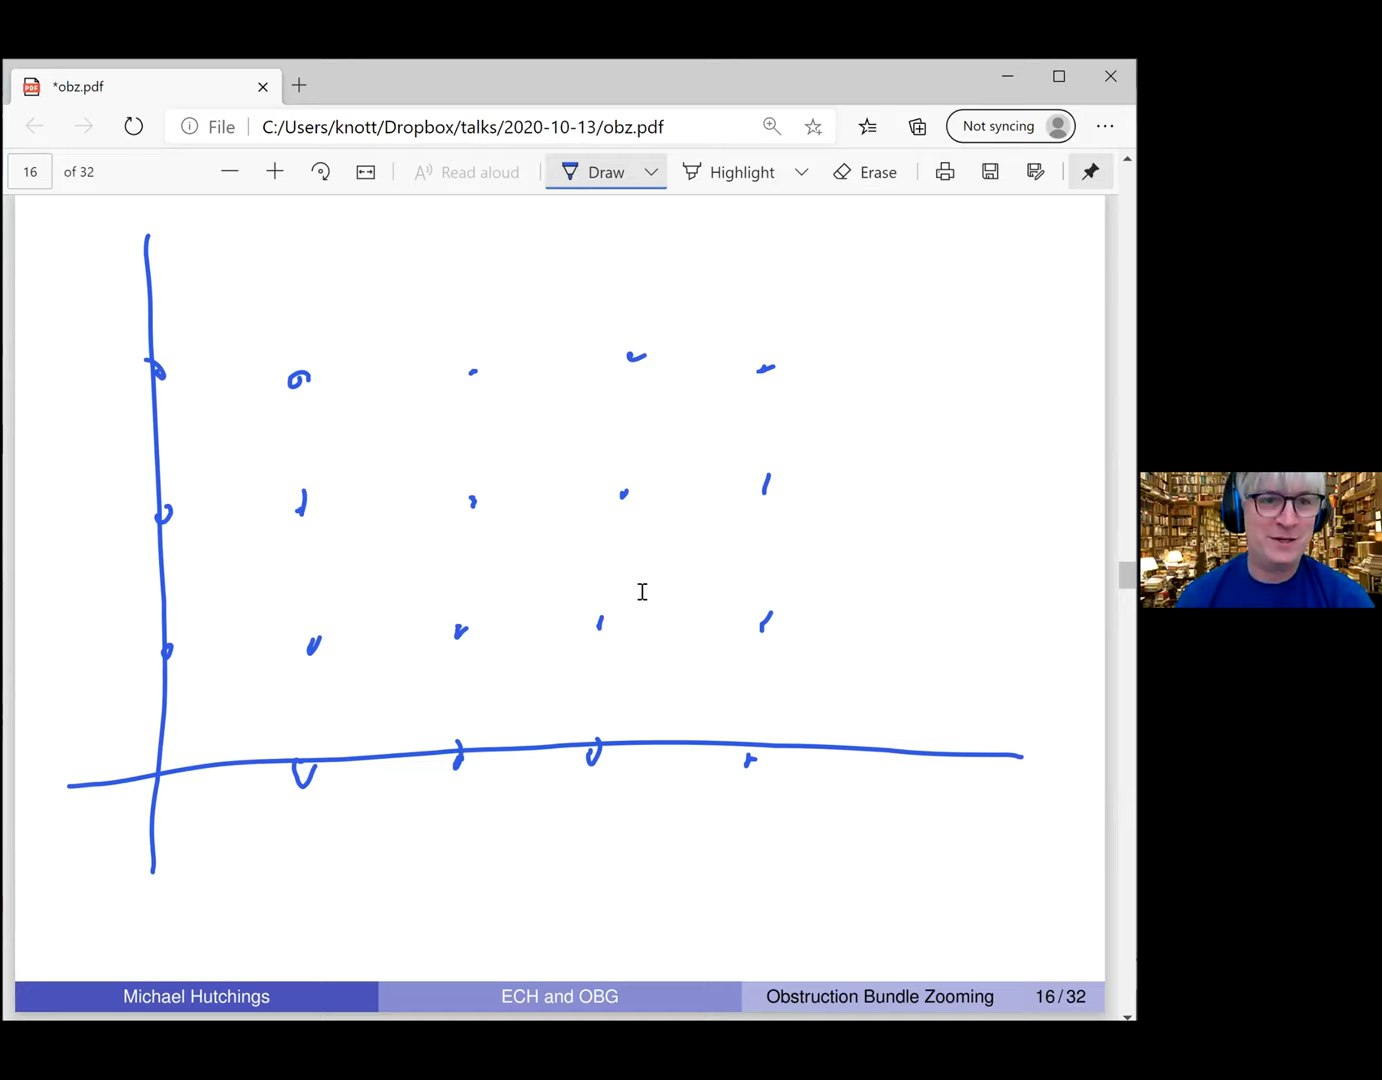 *obz.pdf
File C:/Users/knott/Dropbox/talks/2020-10-13/obz.pdf Not syncing
16 of 32 A Read aloud Draw Highlight Erase
Michael Hutchings ECH and OBG Obstruction Bundle Zooming 16 / 32